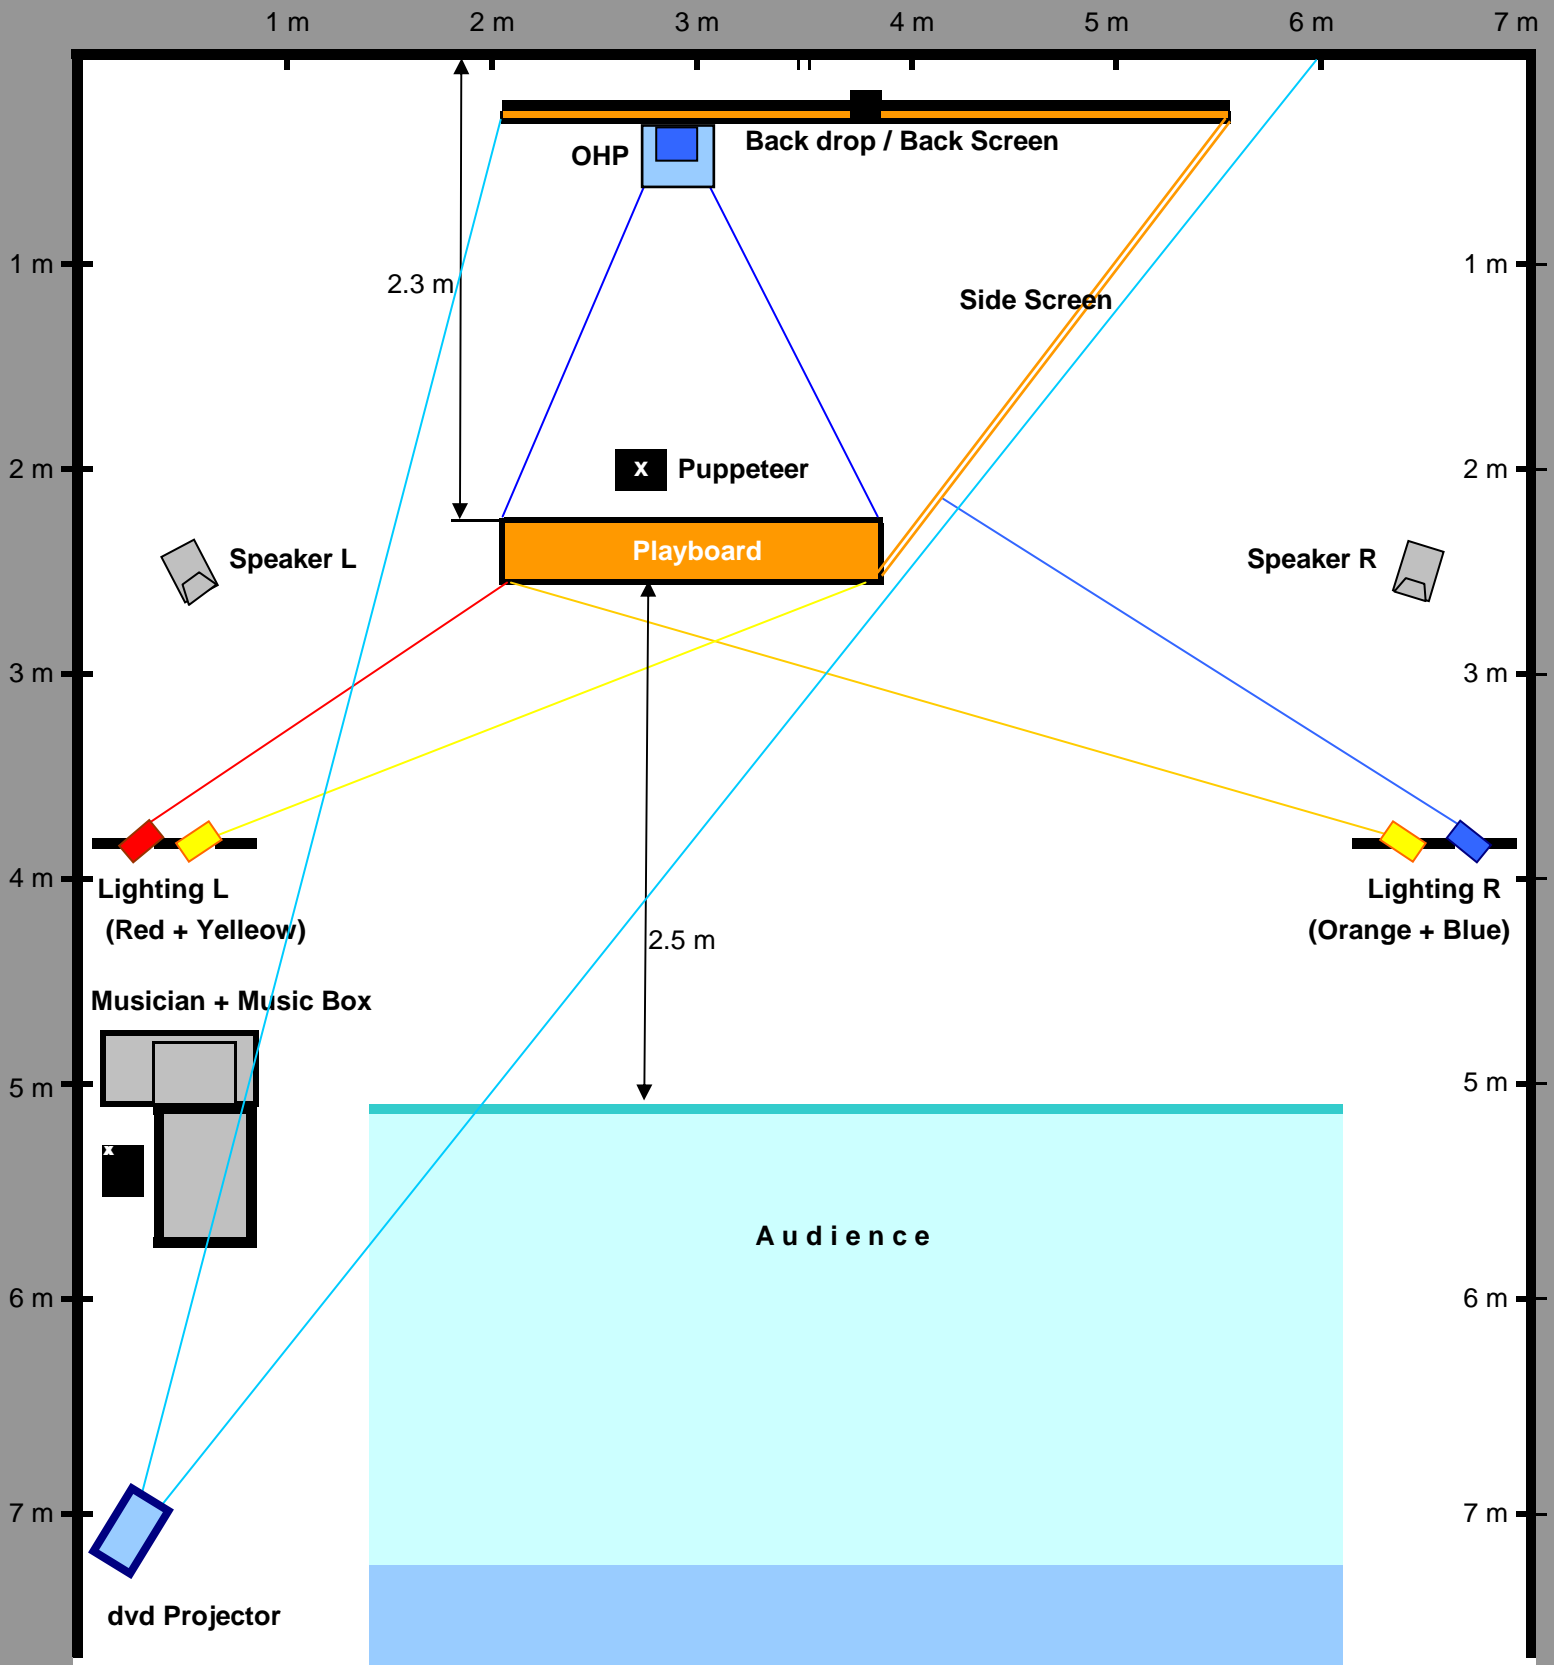 1 m 2 m 3 m 4 m 5 m 6 m 7 m
Back drop / Back Screen
OHP
1 m 1 m
2.3 m
Side Screen
2 m x Puppeteer 2 m
Playboard
Speaker L Speaker R
3 m 3 m
4 m 4 m
Lighting L Lighting R
(Red + Yelleow) (Orange + Blue)
2.5 m
Musician + Music Box
5 m 5 m
x
Audience
6 m 6 m
7 m 7 m
dvd Projector